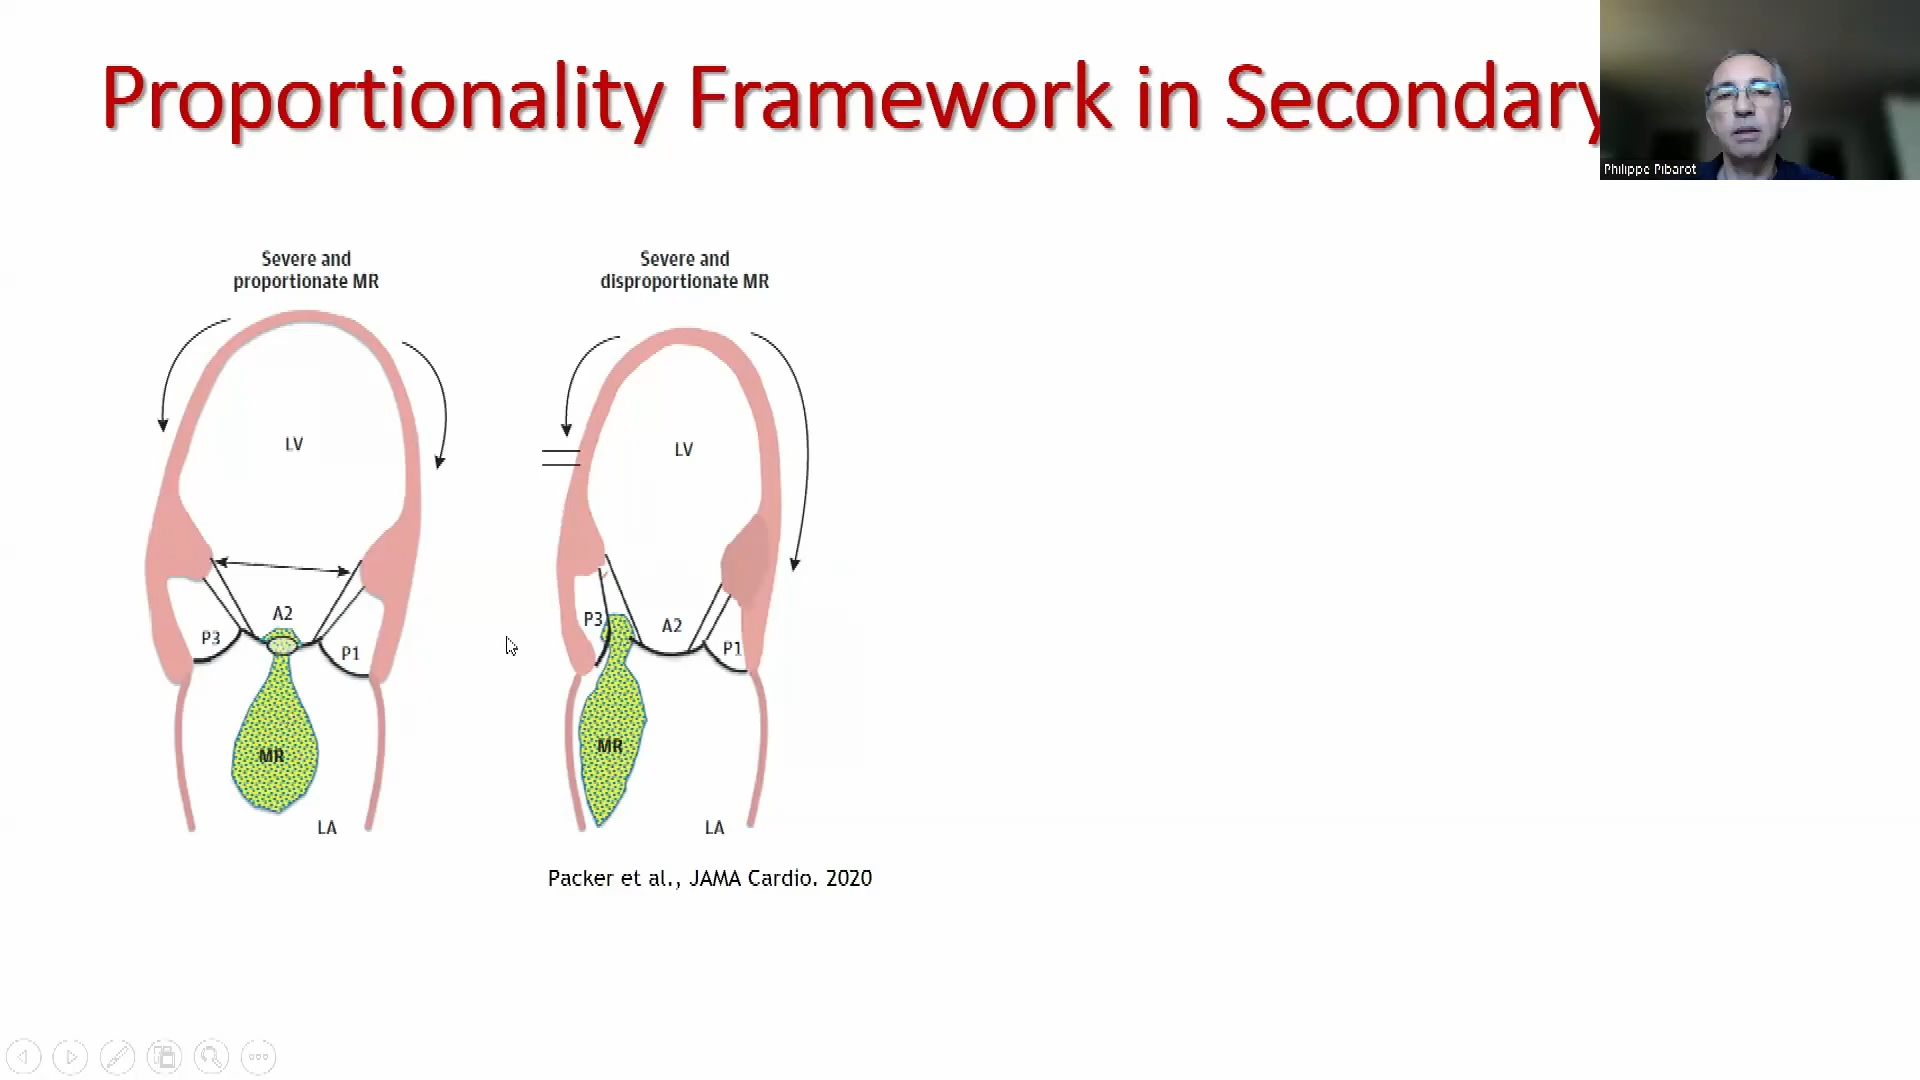 Proportionality Framework in Secondary
Philippe Pibarot
Severe and
proportionate MR
LV
A2
P3
P1
MR
LA
Severe and
disproportionate MR
LV
P3
A2
P1
MR
LA
Packer et al., JAMA Cardio. 2020